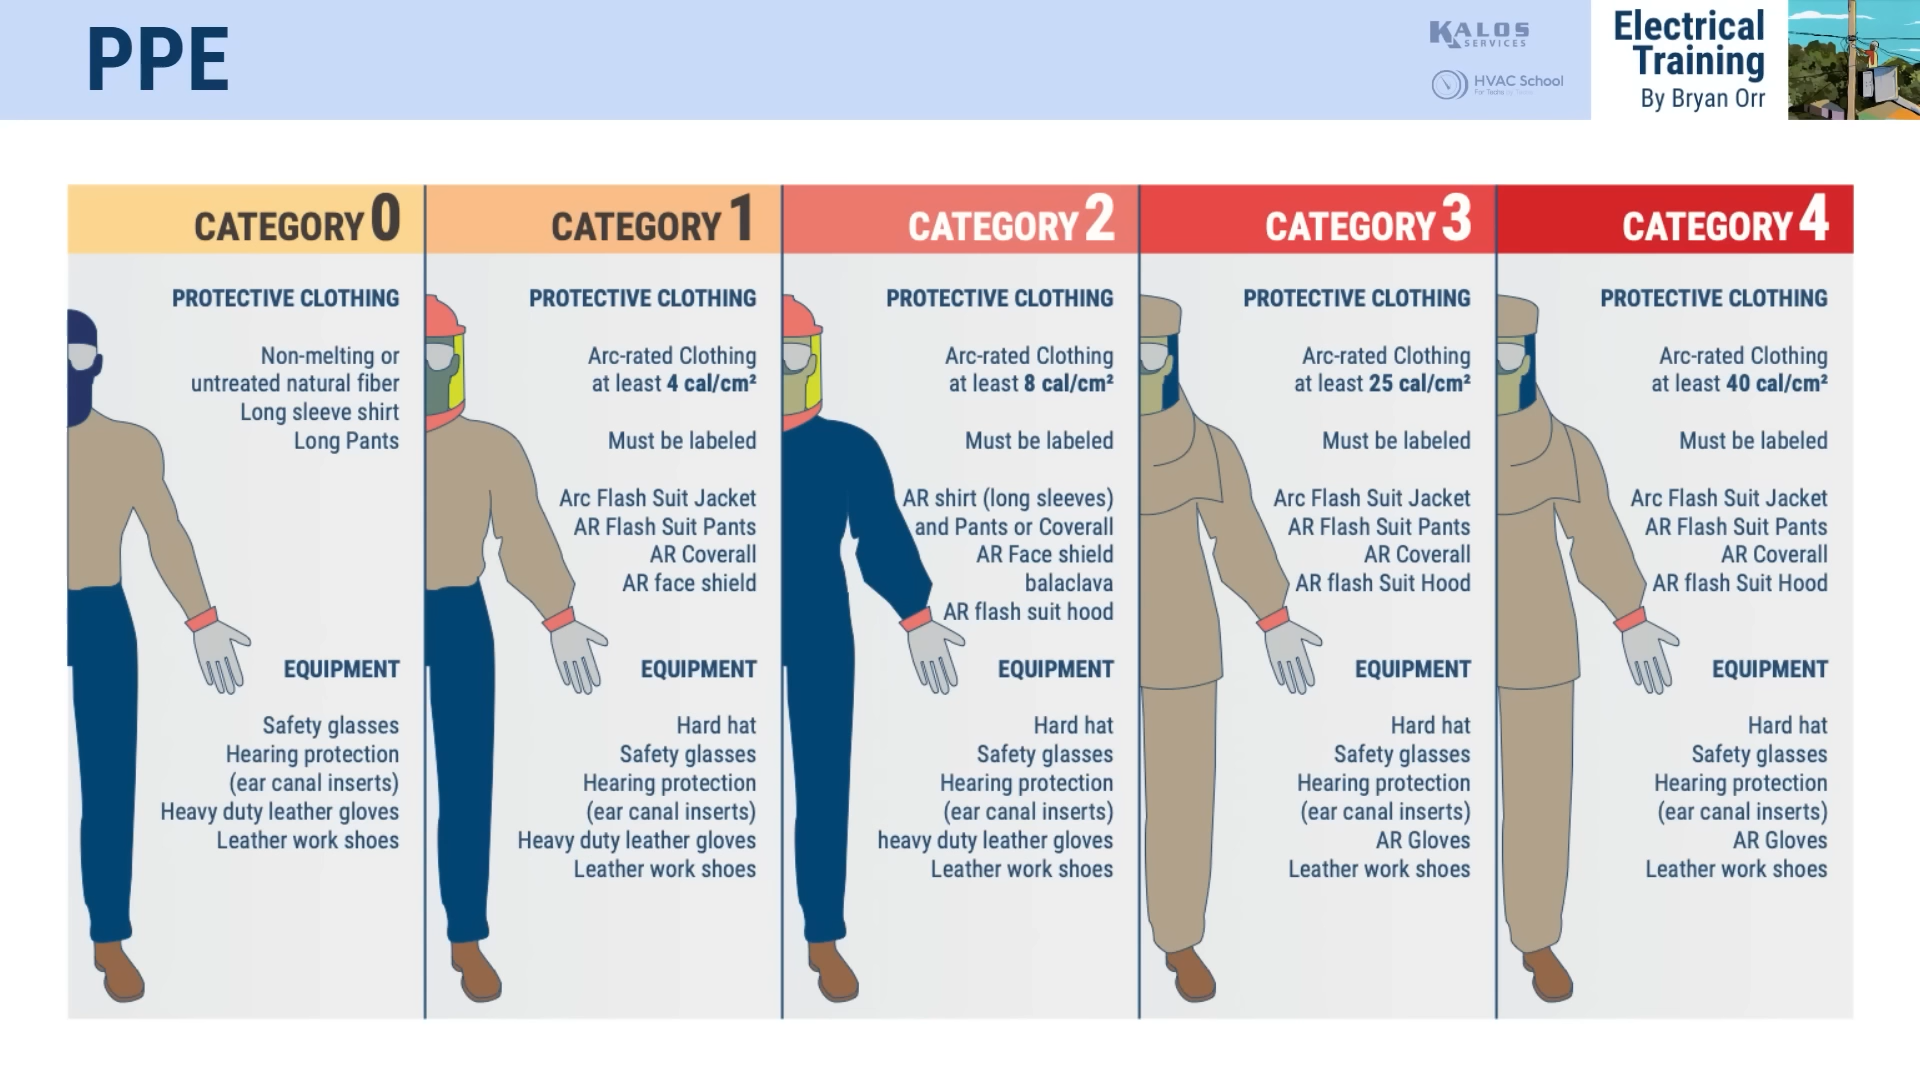 PPE
KALOS
SERVICES
HVAC School
Electrical
Training
By Bryan Orr
CATEGORY 0
PROTECTIVE CLOTHING
Non-melting or
untreated natural fiber
Long sleeve shirt
Long Pants
EQUIPMENT
Safety glasses
Hearing protection
(ear canal inserts)
Heavy duty leather gloves
Leather work shoes
CATEGORY 1
PROTECTIVE CLOTHING
Arc-rated Clothing
at least 4 cal/cm²
Must be labeled
Arc Flash Suit Jacket
AR Flash Suit Pants
AR Coverall
AR face shield
EQUIPMENT
Hard hat
Safety glasses
Hearing protection
(ear canal inserts)
Heavy duty leather gloves
Leather work shoes
CATEGORY 2
PROTECTIVE CLOTHING
Arc-rated Clothing
at least 8 cal/cm²
Must be labeled
AR shirt (long sleeves)
and Pants or Coverall
AR Face shield
balaclava
AR flash suit hood
EQUIPMENT
Hard hat
Safety glasses
Hearing protection
(ear canal inserts)
heavy duty leather gloves
Leather work shoes
CATEGORY 3
PROTECTIVE CLOTHING
Arc-rated Clothing
at least 25 cal/cm²
Must be labeled
Arc Flash Suit Jacket
AR Flash Suit Pants
AR Coverall
AR flash Suit Hood
EQUIPMENT
Hard hat
Safety glasses
Hearing protection
(ear canal inserts)
AR Gloves
Leather work shoes
CATEGORY 4
PROTECTIVE CLOTHING
Arc-rated Clothing
at least 40 cal/cm²
Must be labeled
Arc Flash Suit Jacket
AR Flash Suit Pants
AR Coverall
AR flash Suit Hood
EQUIPMENT
Hard hat
Safety glasses
Hearing protection
(ear canal inserts)
AR Gloves
Leather work shoes